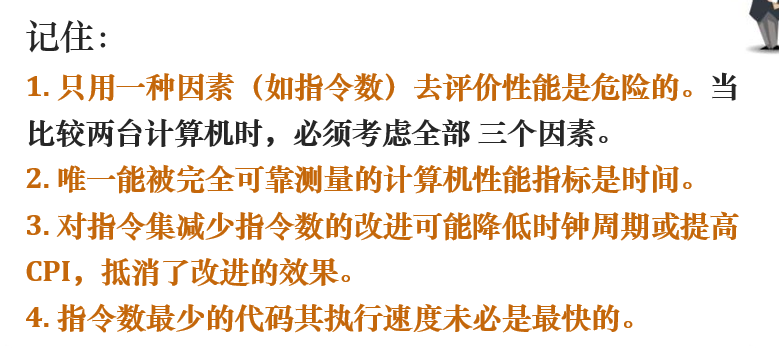 记住：
1. 只用一种因素（如指令数）去评价性能是危险的。当
比较两台计算机时，必须考虑全部 三个因素。
2. 唯一能被完全可靠测量的计算机性能指标是时间。
3. 对指令集减少指令数的改进可能降低时钟周期或提高
CPI，抵消了改进的效果。
4. 指令数最少的代码其执行速度未必是最快的。